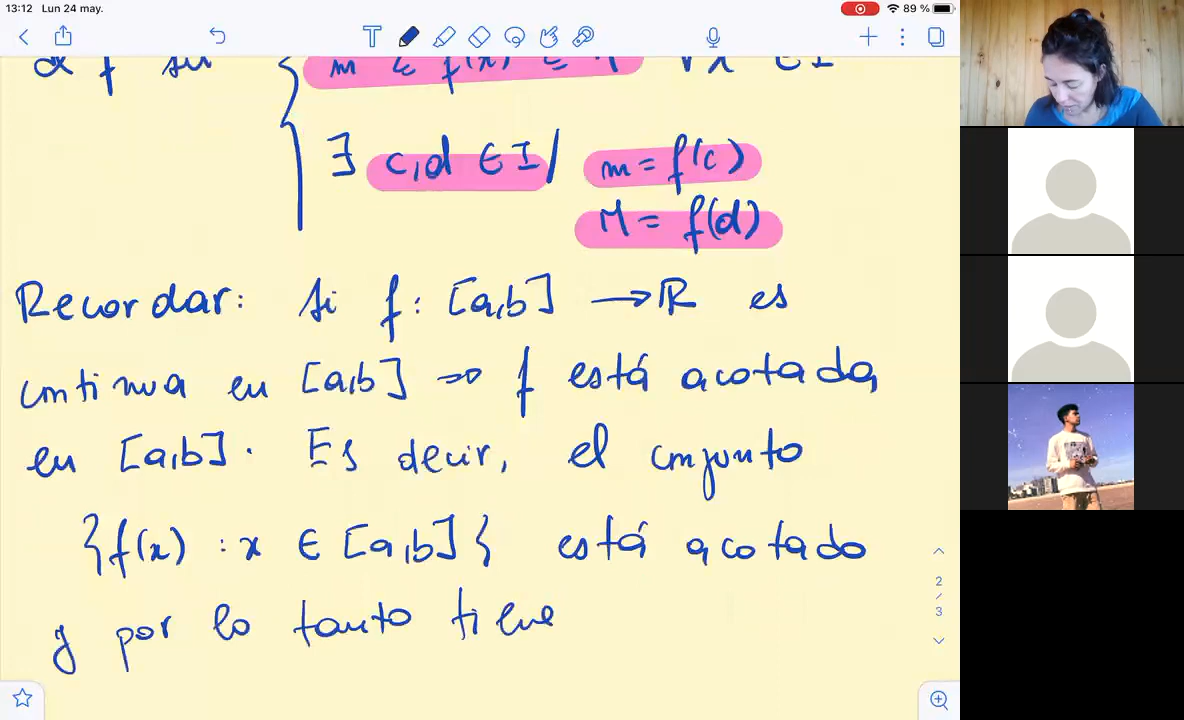 13:12 Lun 24 may. 89 %
∃ c,d ∈ I / m = f(c)
M = f(d)
Recordar: Si f : [a,b] → ℝ es
continua en [a,b] ⇒ f está acotada
en [a,b]. Es decir, el conjunto
{f(x) : x ∈ [a,b]} está acotado
y por lo tanto tiene
2
/
3